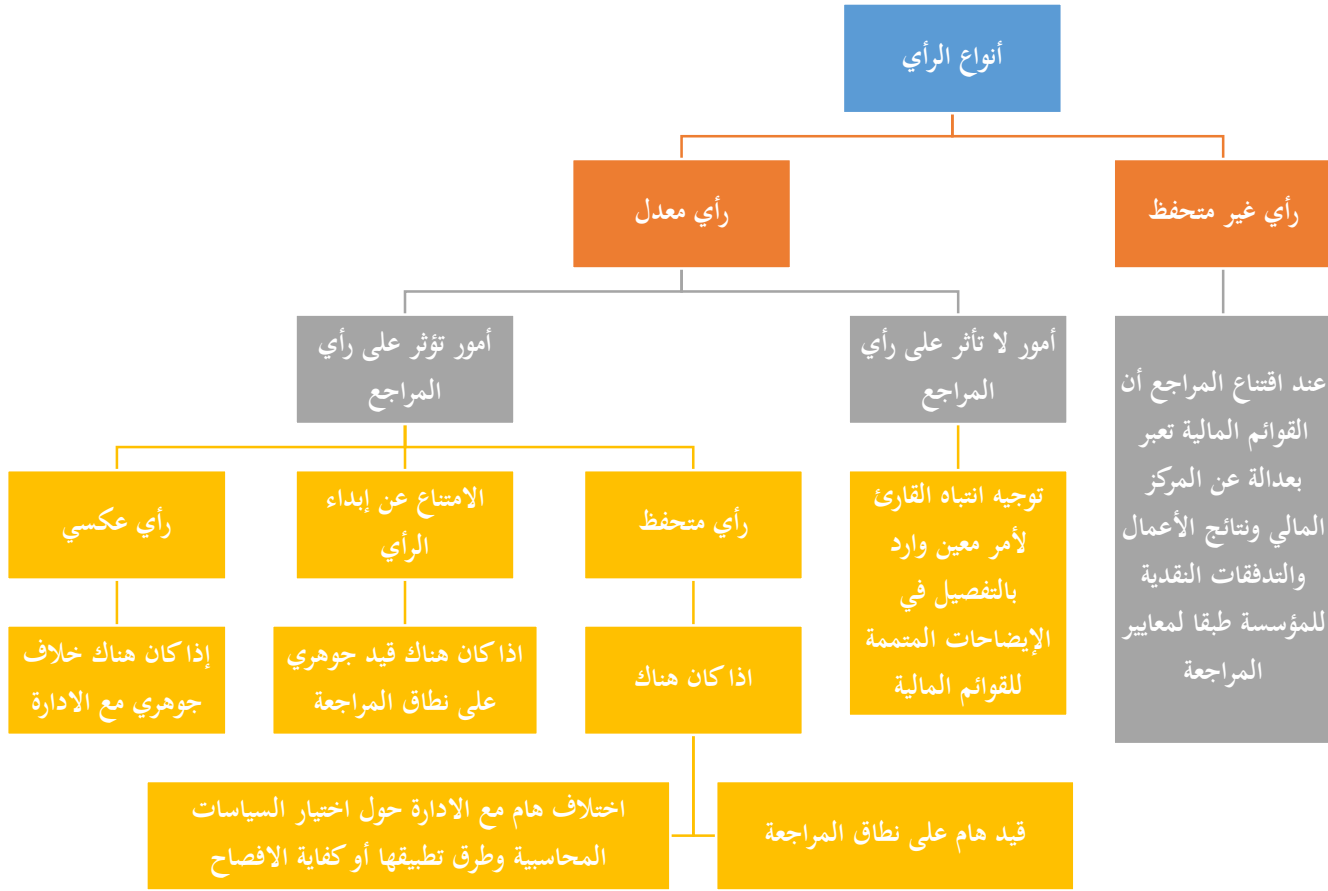 أنواع الرأي
رأي غير متحفظ
رأي معدل
عند اقتناع المراجع أن
القوائم المالية تعبر
بعدالة عن المركز
المالي ونتائج الأعمال
والتدفقات النقدية
للمؤسسة طبقا لمعايير
المراجعة
أمور لا تأثر على رأي
المراجع
أمور تؤثر على رأي
المراجع
توجيه انتباه القارئ
لأمر معين وارد
بالتفصيل في
الإيضاحات المتممة
للقوائم المالية
رأي متحفظ
الامتناع عن إبداء
الرأي
رأي عكسي
اذا كان هناك
اذا كان هناك قيد جوهري
على نطاق المراجعة
إذا كان هناك خلاف
جوهري مع الادارة
قيد هام على نطاق المراجعة
اختلاف هام مع الادارة حول اختيار السياسات
المحاسبية وطرق تطبيقها أو كفاية الافصاح